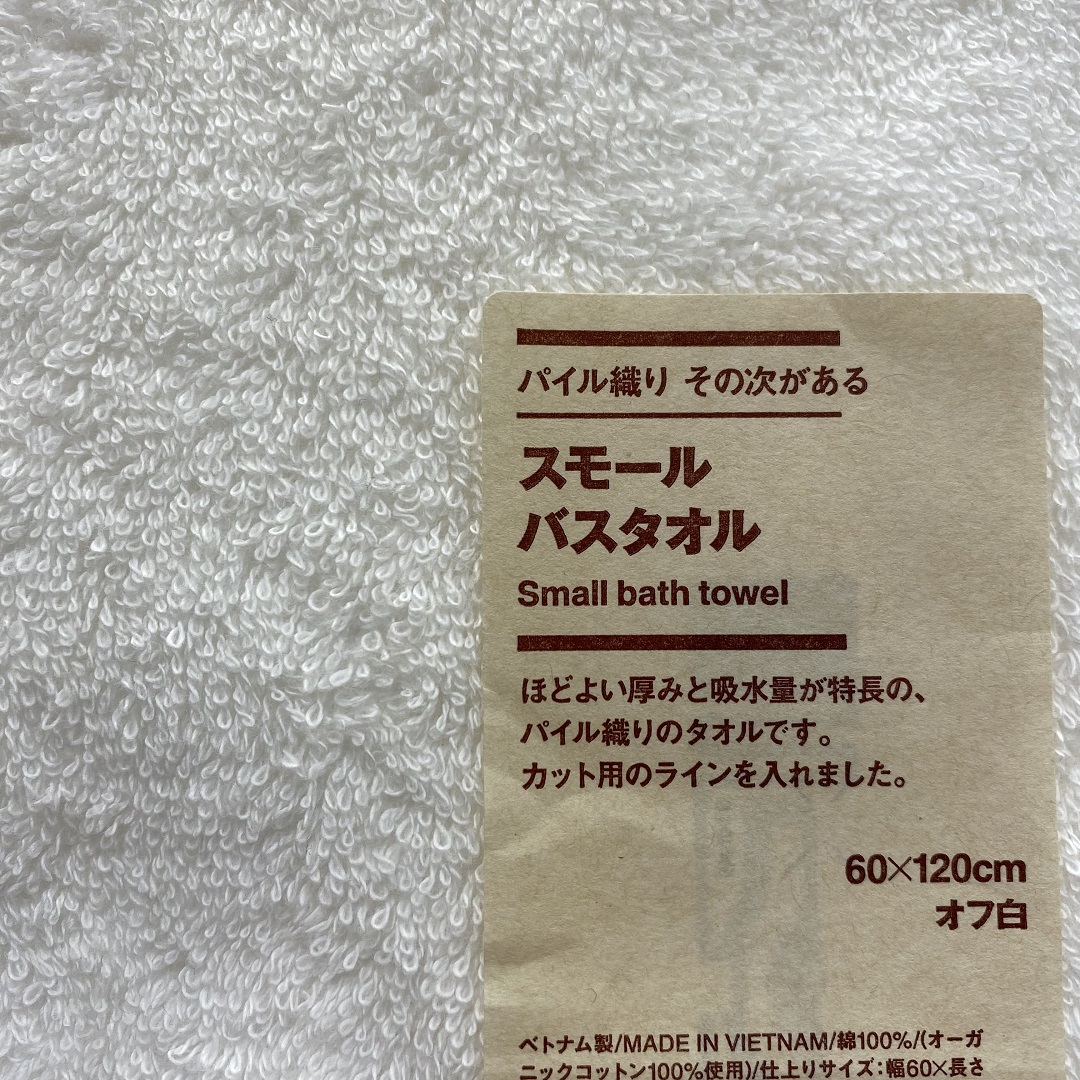 パイル織り その次がある
スモール
バスタオル
Small bath towel
ほどよい厚みと吸水量が特長の、
パイル織りのタオルです。
カット用のラインを入れました。
60×120cm
オフ白
ベトナム製/MADE IN VIETNAM/綿100%/(オーガ
ニックコットン100%使用)/仕上りサイズ:幅60×長さ